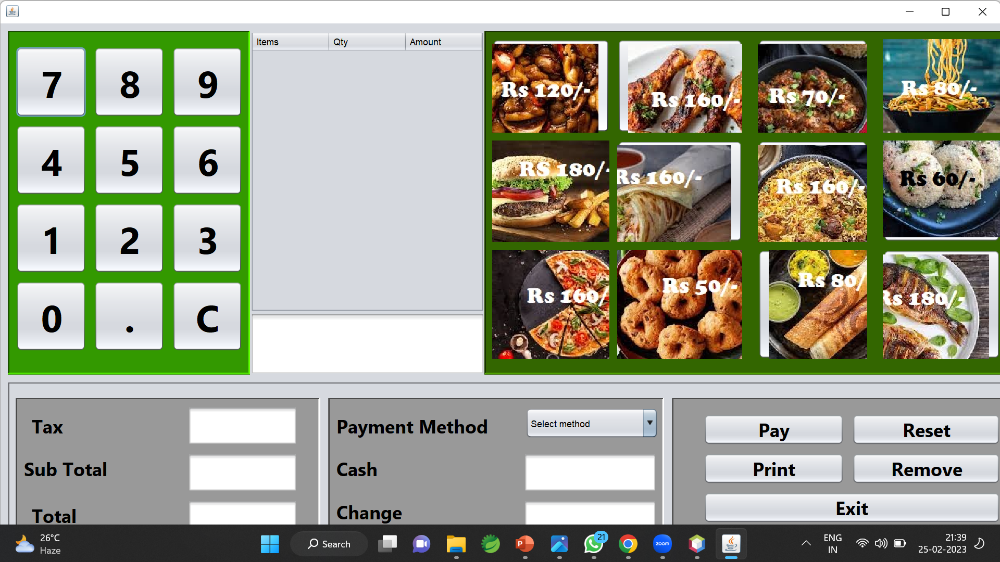 7 8 9
4 5 6
1 2 3
0 . C
Items Qty Amount
Rs 120/- Rs 160/- Rs 70/- Rs 80/-
RS 180/- Rs 160/- Rs 160/- Rs 60/-
Rs 160/ Rs 50/- Rs 80/ Rs 180/-
Tax
Sub Total
Total
Payment Method Select method
Cash
Change
Pay Reset
Print Remove
Exit
26°C
Haze
Search
P
21
zoom
ENG
IN
21:39
25-02-2023